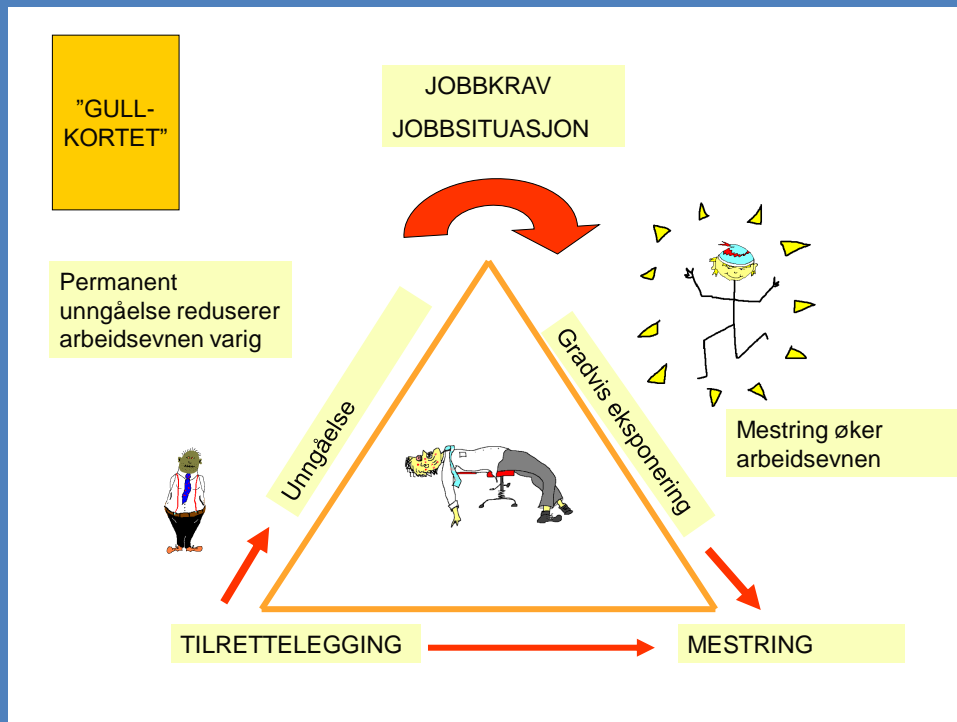 ”GULL-
KORTET”
JOBBKRAV
JOBBSITUASJON
Permanent
unngåelse reduserer
arbeidsevnen varig
Unngåelse
Gradvis eksponering
Mestring øker
arbeidsevnen
TILRETTELEGGING
MESTRING